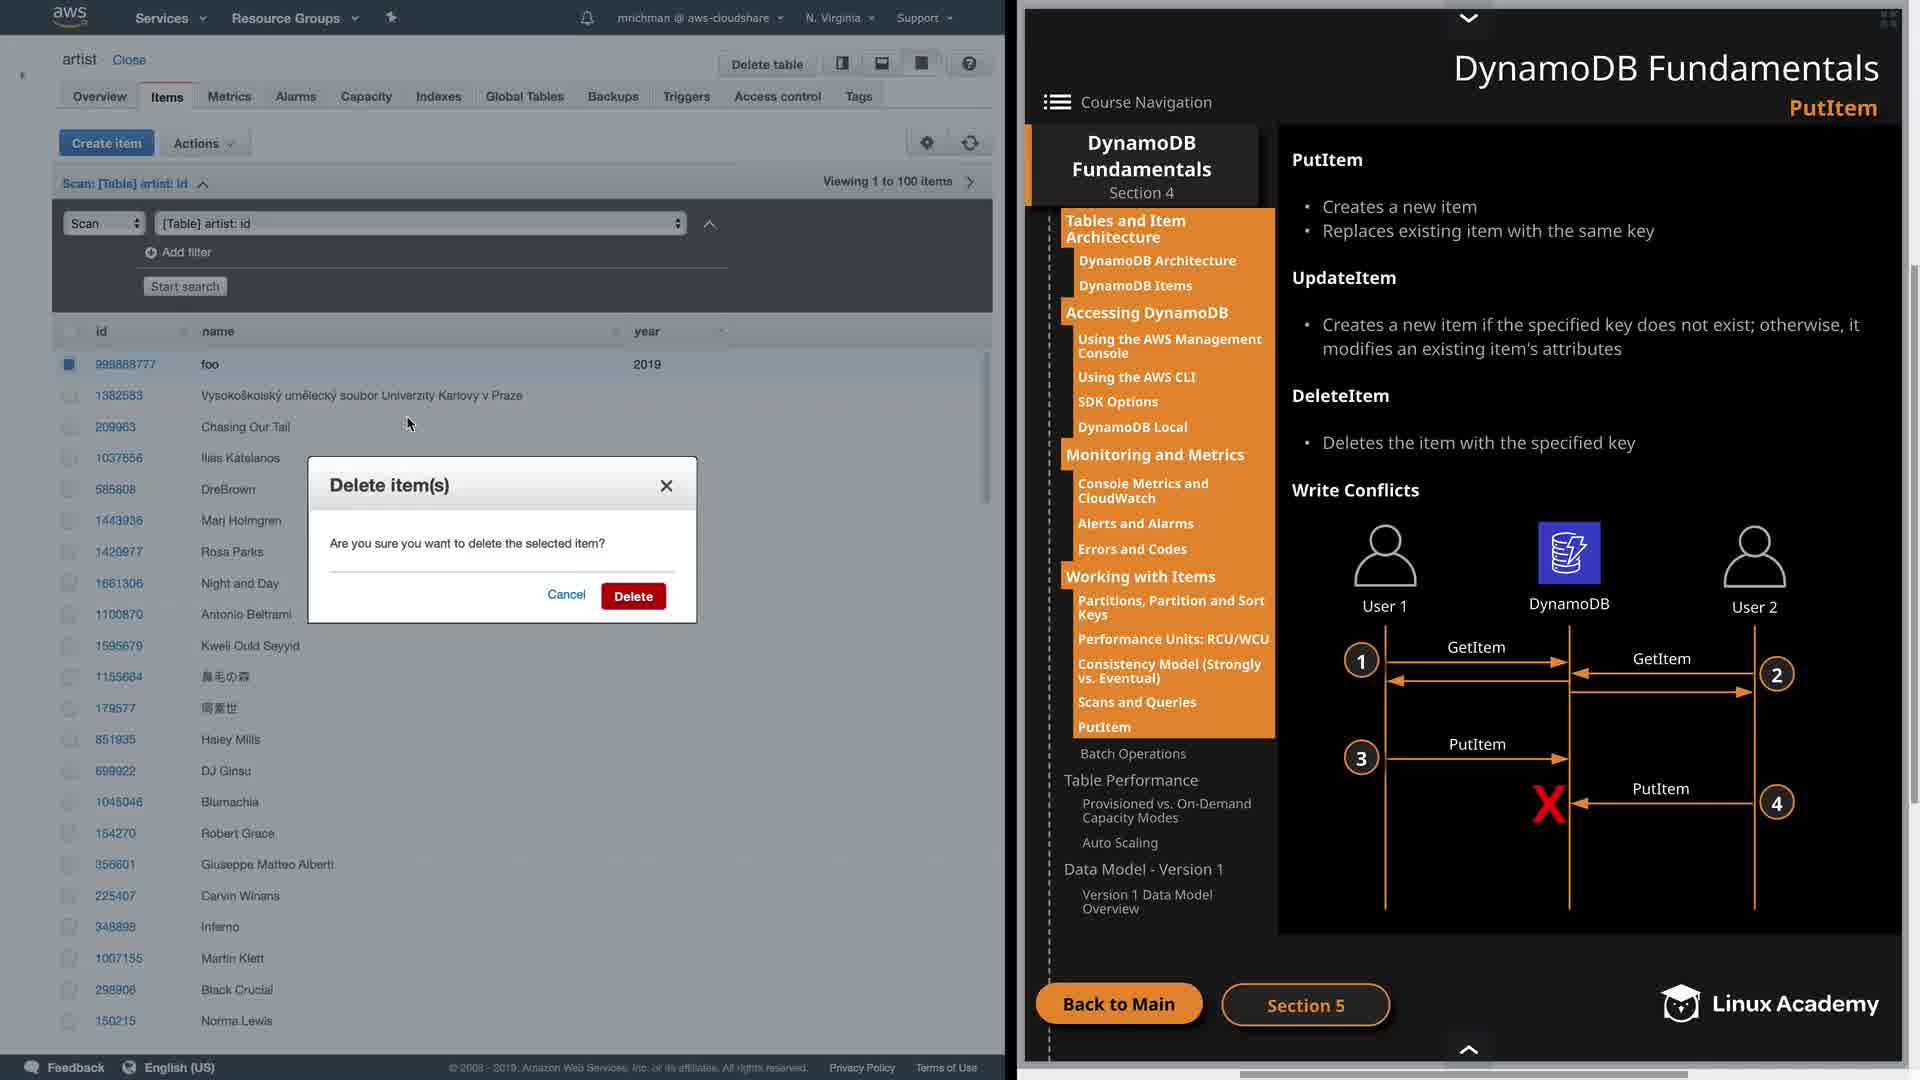 aws
Services
Resource Groups
mrichman @ aws-cloudshare
N. Virginia
Support
artist Close
Delete table
Overview
Items
Metrics
Alarms
Capacity
Indexes
Global Tables
Backups
Triggers
Access control
Tags
Create item
Actions
Scan: [Table] artist: id
Viewing 1 to 100 items
Scan
[Table] artist: id
Add filter
Start search
id name year
999888777 foo 2019
1382583 Vysokoškolský umělecký soubor Univerzity Karlovy v Praze
209963 Chasing Our Tail
1037656 Ilias Katelanos
585608 DreBrown
1443936 Marj Holmgren
1420977 Rosa Parks
1661306 Night and Day
1100870 Antonio Beltrami
1595679 Kweli Ould Seyyid
1155664 鼻毛の森
179577
851935 Haley Mills
699922 DJ Ginsu
1045046 Blumachia
154270 Robert Grace
356601 Giuseppe Matteo Alberti
225407 Carvin Winans
348898 Inferno
1007155 Martin Klett
298906 Black Crucial
150215 Norma Lewis
Delete item(s)
Are you sure you want to delete the selected item?
Cancel
Delete
Feedback
English (US)
© 2008 - 2019, Amazon Web Services, Inc. or its affiliates. All rights reserved.
Privacy Policy
Terms of Use
DynamoDB Fundamentals
PutItem
Course Navigation
DynamoDB
Fundamentals
Section 4
Tables and Item
Architecture
DynamoDB Architecture
DynamoDB Items
Accessing DynamoDB
Using the AWS Management
Console
Using the AWS CLI
SDK Options
DynamoDB Local
Monitoring and Metrics
Console Metrics and
CloudWatch
Alerts and Alarms
Errors and Codes
Working with Items
Partitions, Partition and Sort
Keys
Performance Units: RCU/WCU
Consistency Model (Strongly
vs. Eventual)
Scans and Queries
PutItem
Batch Operations
Table Performance
Provisioned vs. On-Demand
Capacity Modes
Auto Scaling
Data Model - Version 1
Version 1 Data Model
Overview
PutItem
• Creates a new item
• Replaces existing item with the same key
UpdateItem
• Creates a new item if the specified key does not exist; otherwise, it
modifies an existing item's attributes
DeleteItem
• Deletes the item with the specified key
Write Conflicts
User 1
DynamoDB
User 2
1
GetItem
GetItem
2
3
PutItem
X
PutItem
4
Back to Main
Section 5
Linux Academy